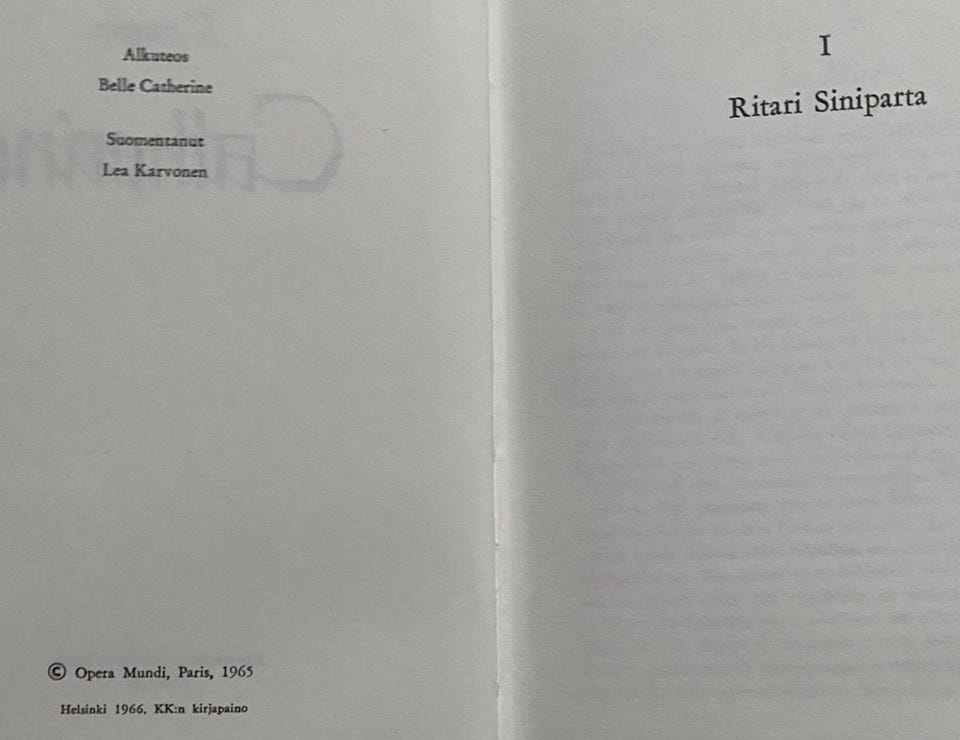 Alkuteos
Belle Catherine
Suomentanut
Lea Karvonen
© Opera Mundi, Paris, 1965
Helsinki 1966, KK:n kirjapaino
I
Ritari Siniparta